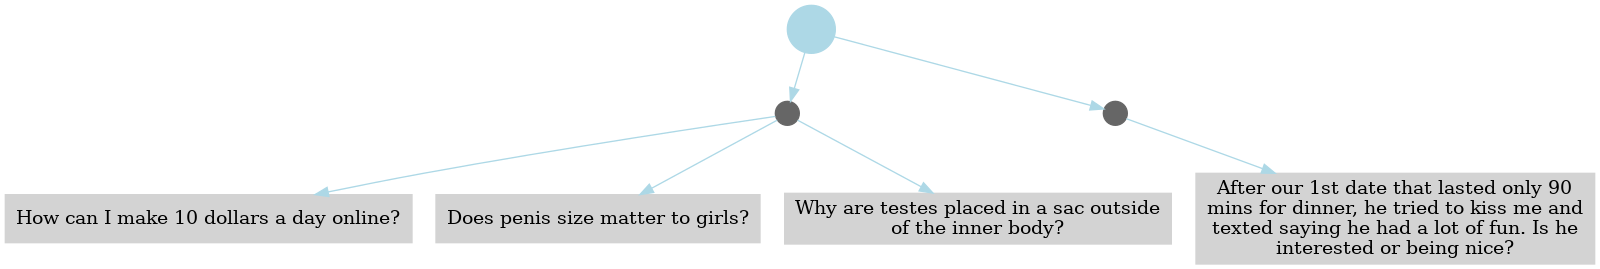 How can I make 10 dollars a day online?
Does penis size matter to girls?
Why are testes placed in a sac outside
of the inner body?
After our 1st date that lasted only 90
mins for dinner, he tried to kiss me and
texted saying he had a lot of fun. Is he
interested or being nice?